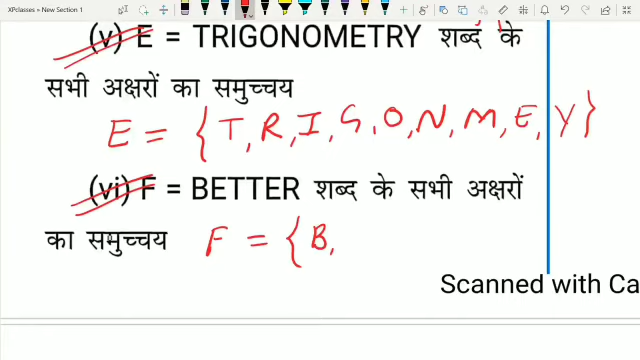 XPclasses » New Section 1
(v) E = TRIGONOMETRY शब्द के
सभी अक्षरों का समुच्चय
E = { T, R, I, G, O, N, M, E, Y }
(vi) F = BETTER शब्द के सभी अक्षरों
का समुच्चय F = { B,
Scanned with Ca